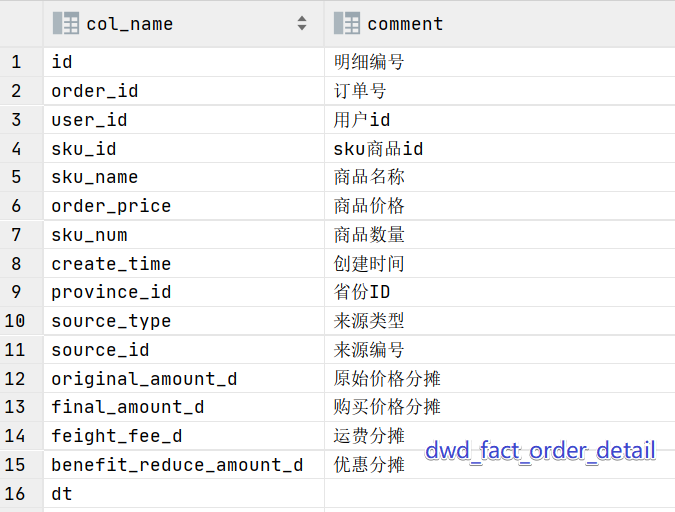 col_name comment
1 id 明细编号
2 order_id 订单号
3 user_id 用户id
4 sku_id sku商品id
5 sku_name 商品名称
6 order_price 商品价格
7 sku_num 商品数量
8 create_time 创建时间
9 province_id 省份ID
10 source_type 来源类型
11 source_id 来源编号
12 original_amount_d 原始价格分摊
13 final_amount_d 购买价格分摊
14 feight_fee_d 运费分摊
dwd_fact_order_detail
15 benefit_reduce_amount_d 优惠分摊
16 dt